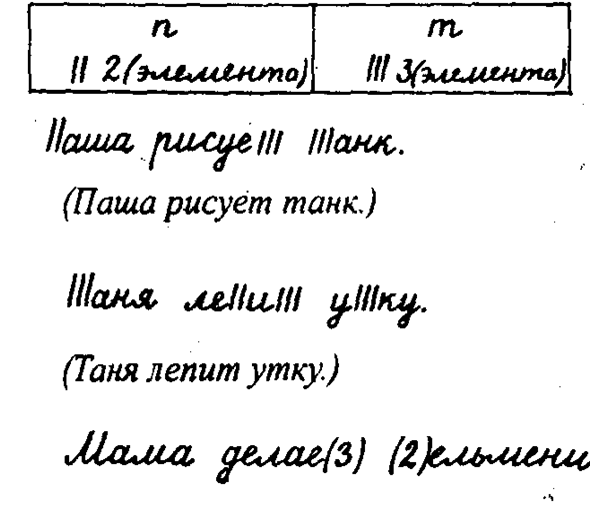 п т
|| 2(элемента) ||| 3(элемента)
||аша рисуе||| |||анк.
(Паша рисует танк.)
|||аня ле||и||| у|||ку.
(Таня лепит утку.)
Мама делае(3) (2)ельмени